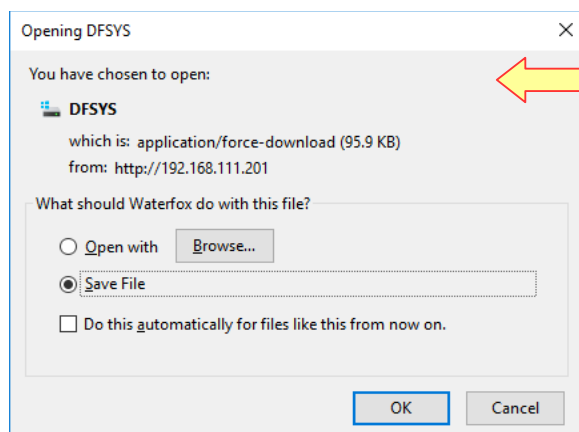 Opening DFSYS
You have chosen to open:
DFSYS
which is: application/force-download (95.9 KB)
from: http://192.168.111.201
What should Waterfox do with this file?
Open with Browse...
Save File
Do this automatically for files like this from now on.
OK Cancel